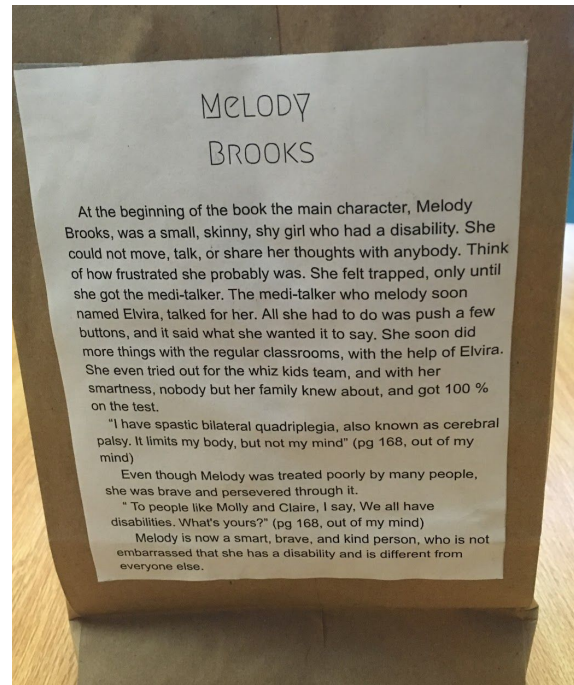 MELODY
BROOKS
At the beginning of the book the main character, Melody
Brooks, was a small, skinny, shy girl who had a disability. She
could not move, talk, or share her thoughts with anybody. Think
of how frustrated she probably was. She felt trapped, only until
she got the medi-talker. The medi-talker who melody soon
named Elvira, talked for her. All she had to do was push a few
buttons, and it said what she wanted it to say. She soon did
more things with the regular classrooms, with the help of Elvira.
She even tried out for the whiz kids team, and with her
smartness, nobody but her family knew about, and got 100 %
on the test.
"I have spastic bilateral quadriplegia, also known as cerebral
palsy. It limits my body, but not my mind" (pg 168, out of my
mind)
Even though Melody was treated poorly by many people,
she was brave and persevered through it.
" To people like Molly and Claire, I say, We all have
disabilities. What's yours?" (pg 168, out of my mind)
Melody is now a smart, brave, and kind person, who is not
embarrassed that she has a disability and is different from
everyone else.